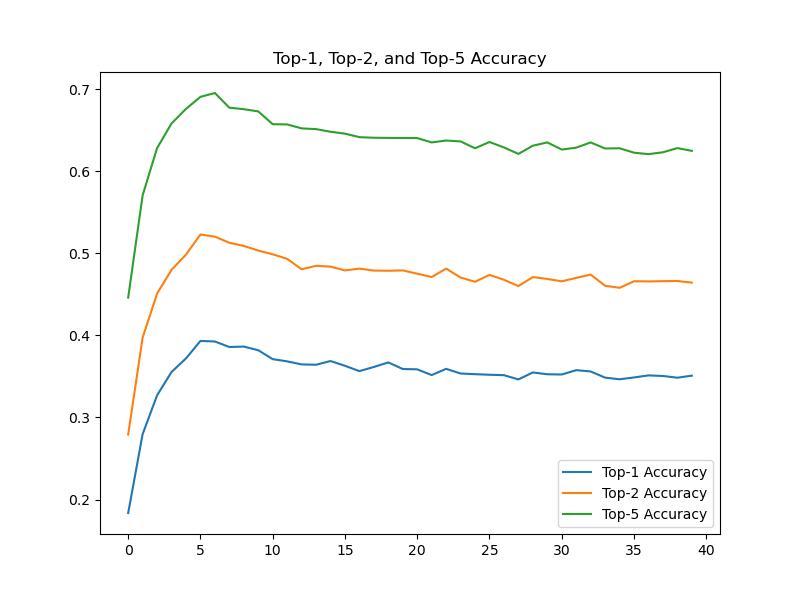 Top-1, Top-2, and Top-5 Accuracy
0.7
0.6
0.5
0.4
0.3
0.2
0 5 10 15 20 25 30 35 40
Top-1 Accuracy
Top-2 Accuracy
Top-5 Accuracy